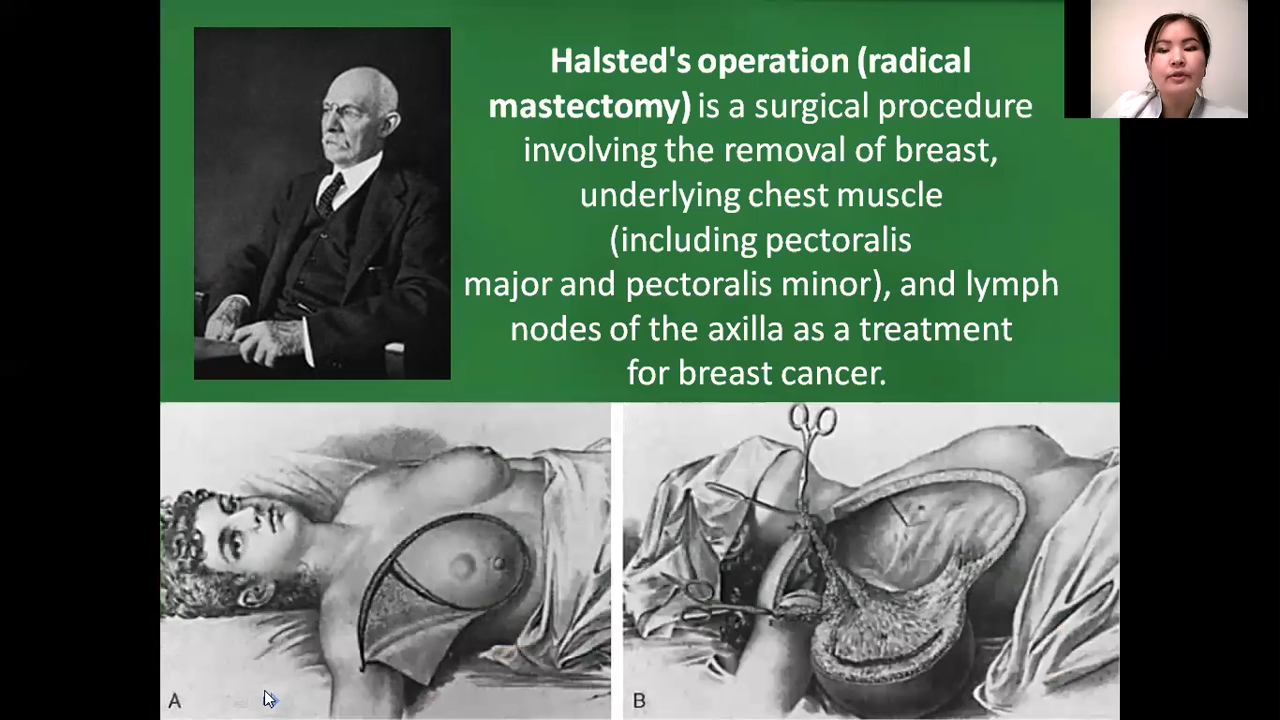 Halsted's operation (radical
mastectomy) is a surgical procedure
involving the removal of breast,
underlying chest muscle
(including pectoralis
major and pectoralis minor), and lymph
nodes of the axilla as a treatment
for breast cancer.
A
B